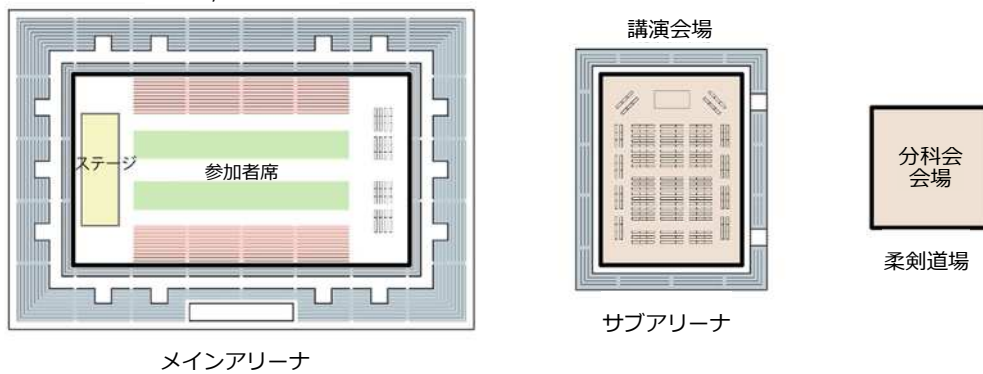 講演会場
ステージ
参加者席
分科会
会場
柔剣道場
サブアリーナ
メインアリーナ